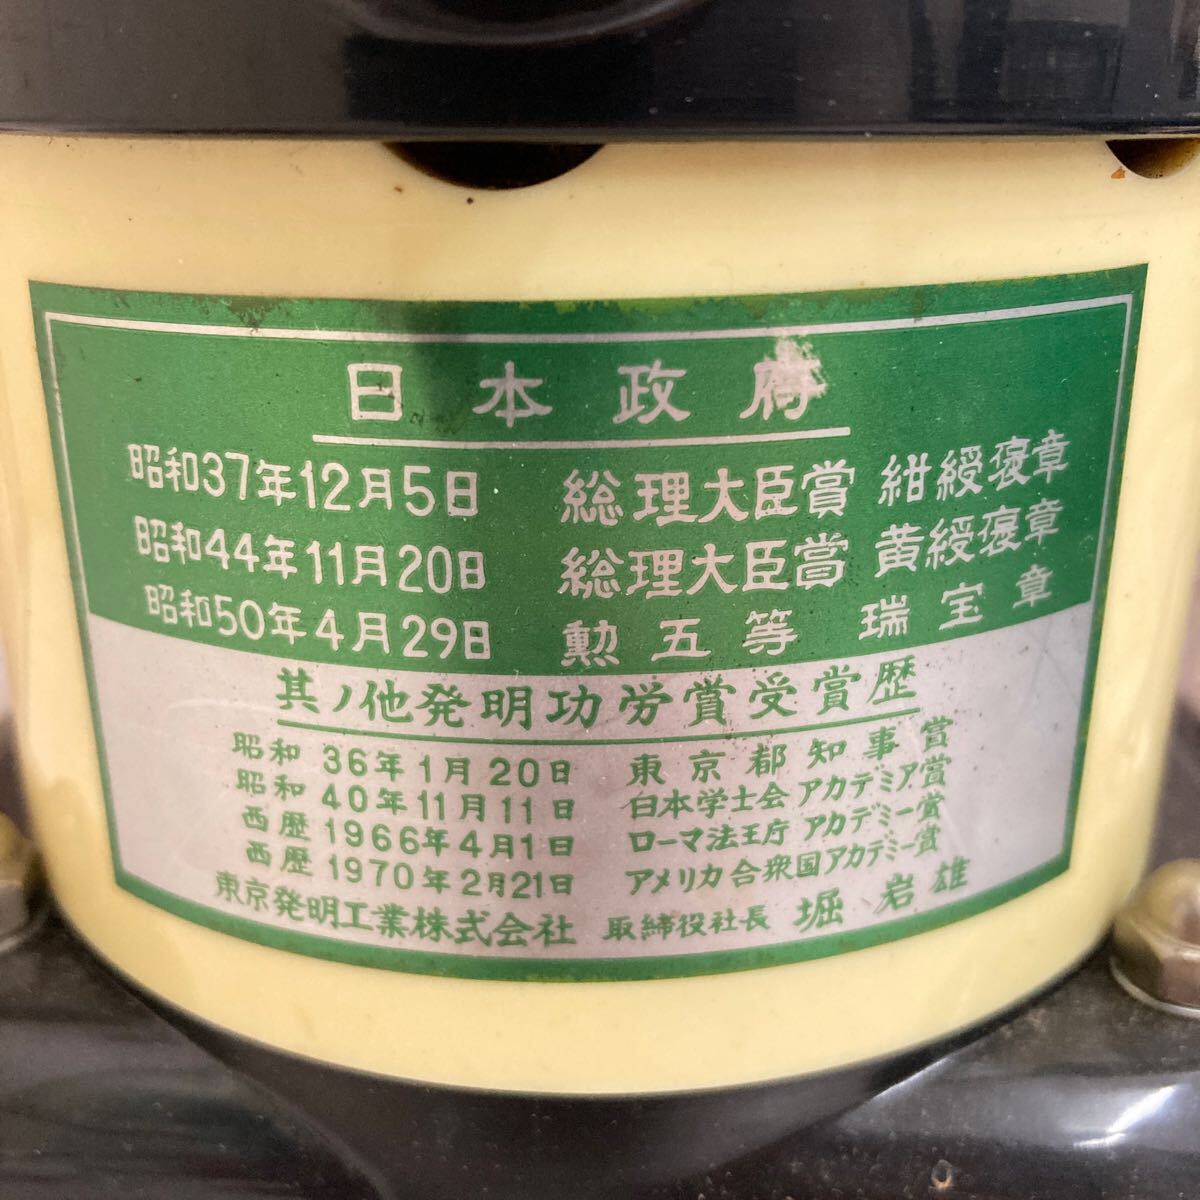 日本政府
昭和37年12月5日 総理大臣賞 紺綬褒章
昭和44年11月20日 総理大臣賞 黄綬褒章
昭和50年4月29日 勲五等 瑞宝章
其ノ他発明功労賞受賞歴
昭和36年1月20日 東京都知事賞
昭和40年11月11日 日本学士会アカデミア賞
西歴1966年4月1日 ローマ法王庁アカデミー賞
西歴1970年2月21日 アメリカ合衆国アカデミー賞
東京発明工業株式会社 取締役社長 堀岩雄